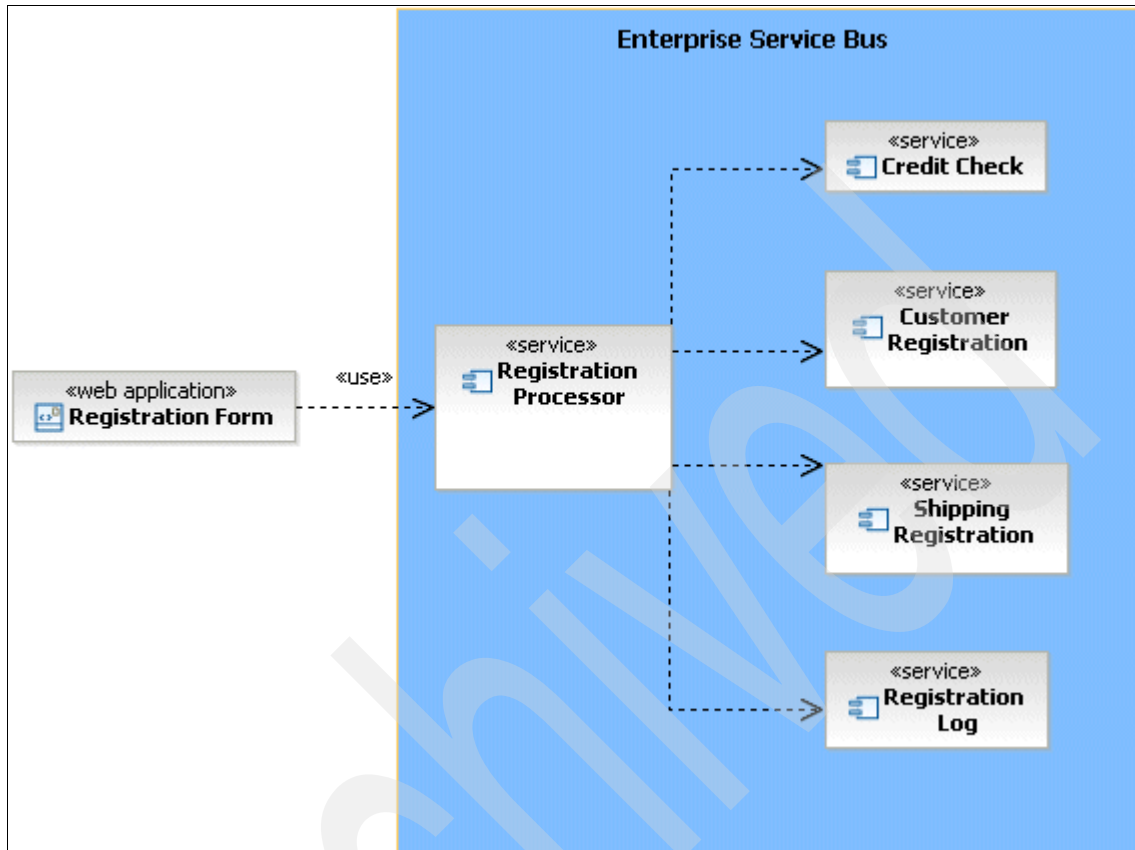 Enterprise Service Bus
«service»
Credit Check
«service»
Customer
Registration
«use»
«service»
Registration
Processor
«web application»
Registration Form
«service»
Shipping
Registration
«service»
Registration
Log